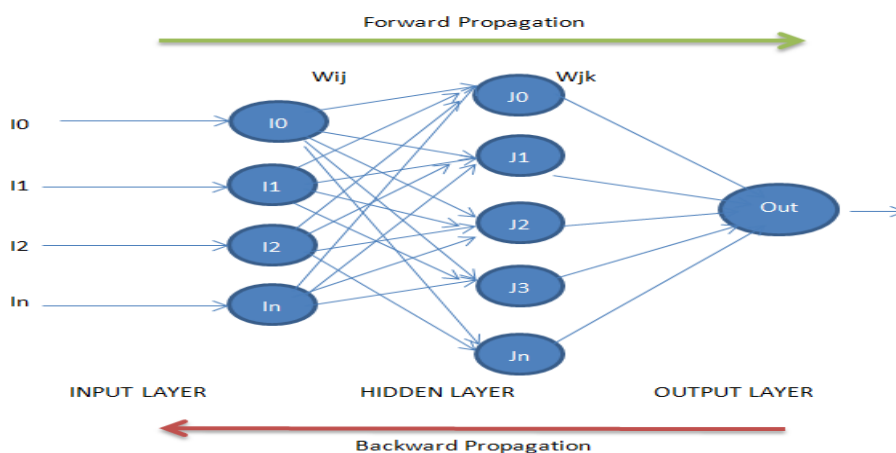 Forward Propagation
Wij Wjk
I0 I0 J0
I1 I1 J1
I2 I2 J2 Out
In In J3
Jn
INPUT LAYER HIDDEN LAYER OUTPUT LAYER
Backward Propagation